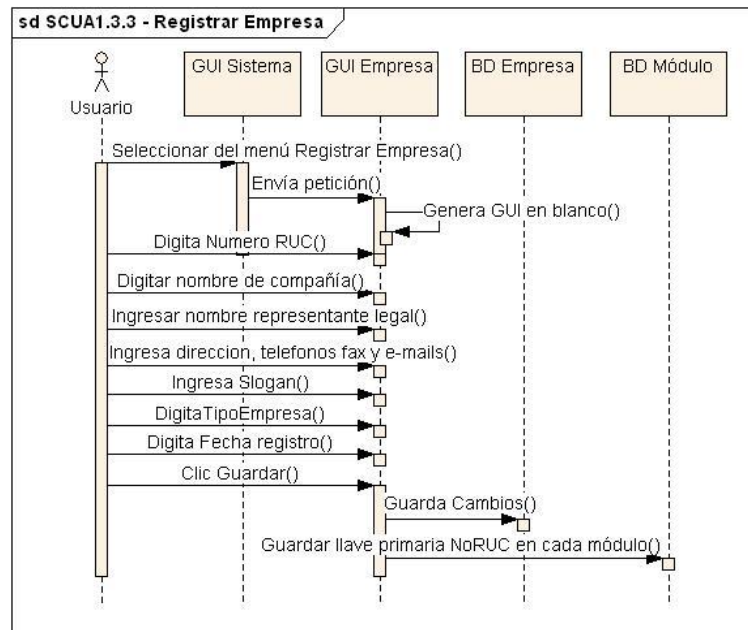 sd SCUA1.3.3 - Registrar Empresa
GUI Sistema
GUI Empresa
BD Empresa
BD Módulo
Usuario
Seleccionar del menú Registrar Empresa()
Envía petición()
Genera GUI en blanco()
Digita Numero RUC()
Digitar nombre de compañía()
Ingresar nombre representante legal()
Ingresa direccion, telefonos fax y e-mails()
Ingresa Slogan()
DigitaTipoEmpresa()
Digita Fecha registro()
Clic Guardar()
Guarda Cambios()
Guardar llave primaria NoRUC en cada módulo()